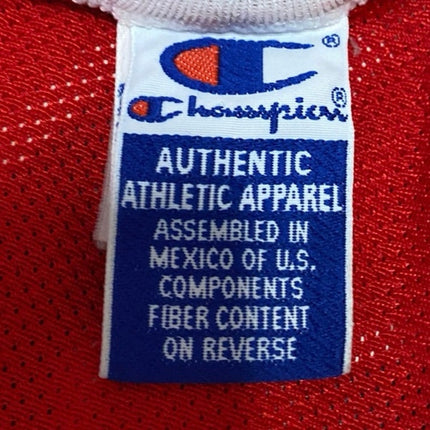 ®
Champion®
AUTHENTIC
ATHLETIC APPAREL
ASSEMBLED IN
MEXICO OF U.S.
COMPONENTS
FIBER CONTENT
ON REVERSE